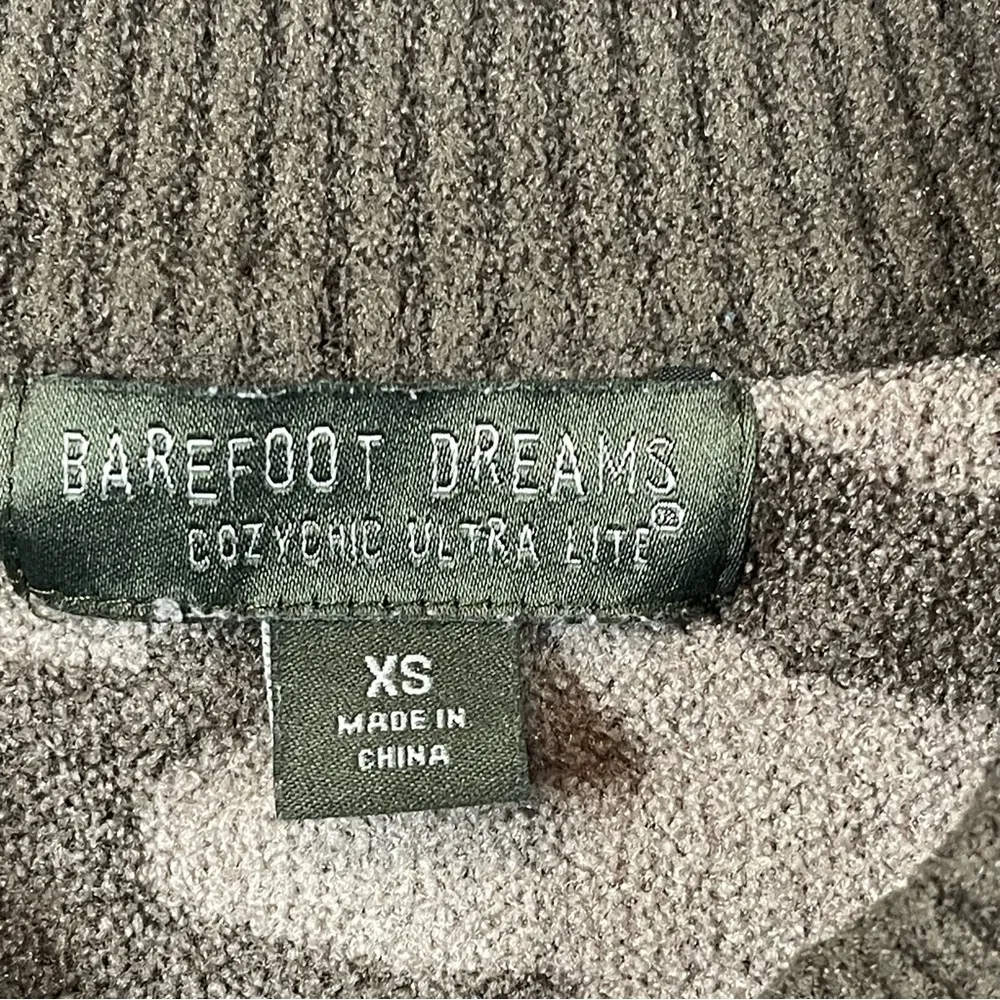 BAREFOOT DREAMS
COZYCHIC ULTRA LITE®
XS
MADE IN
CHINA